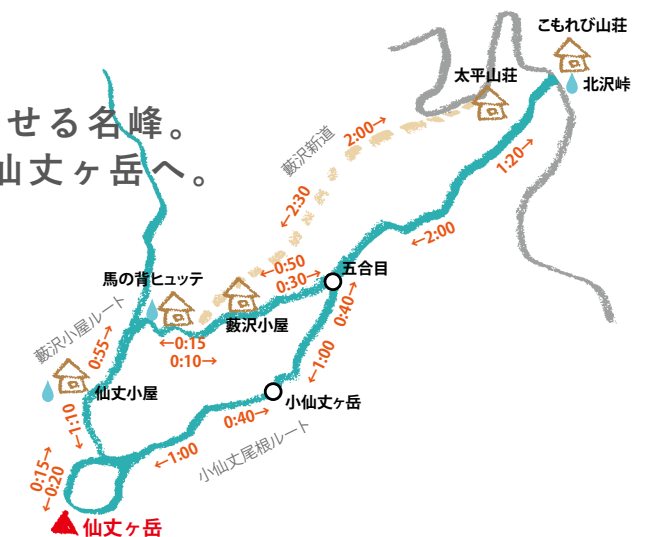 こもれび山荘
太平山荘
北沢峠
せる名峰。
仙丈ヶ岳へ。
2:00→
藪沢新道
1:20→
←2:30
←2:00
←0:50
0:30→
五合目
馬の背ヒュッテ
藪沢小屋
0:40→
藪沢小屋ルート
0:55→
←0:15
0:10→
←1:00
仙丈小屋
小仙丈ヶ岳
←1:10
0:40→
←1:00
小仙丈尾根ルート
0:15→
←0:20
仙丈ヶ岳